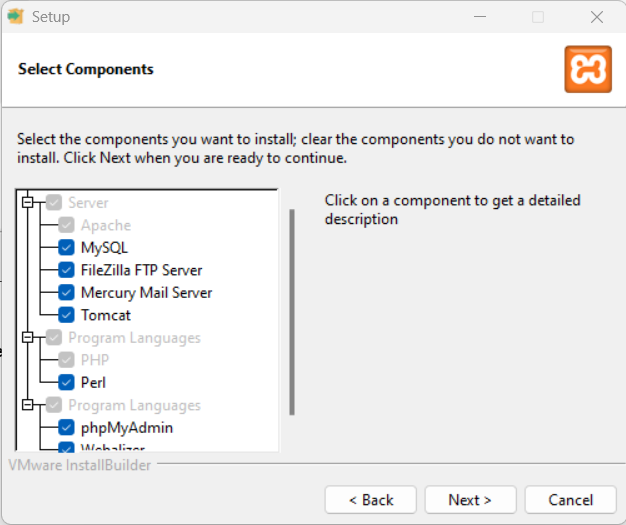 Setup
Select Components
Select the components you want to install; clear the components you do not want to
install. Click Next when you are ready to continue.
Server
Apache
MySQL
FileZilla FTP Server
Mercury Mail Server
Tomcat
Program Languages
PHP
Perl
Program Languages
phpMyAdmin
Webalizer
Click on a component to get a detailed
description
VMware InstallBuilder
< Back
Next >
Cancel